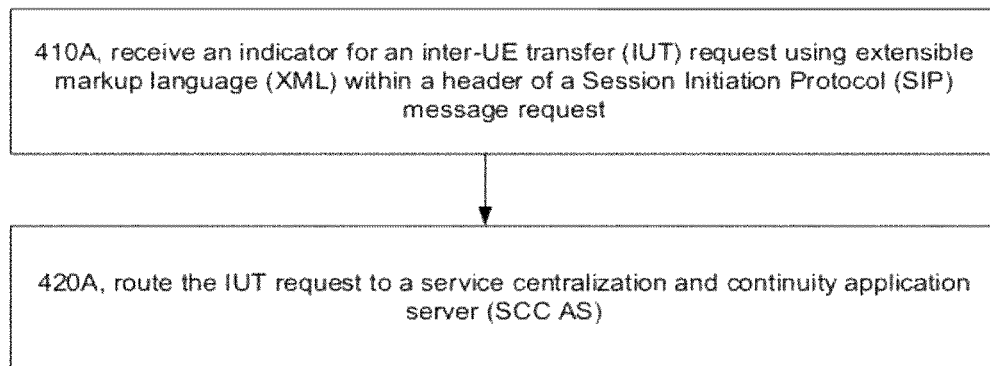 410A, receive an indicator for an inter-UE transfer (IUT) request using extensible
markup language (XML) within a header of a Session Initiation Protocol (SIP)
message request
420A, route the IUT request to a service centralization and continuity application
server (SCC AS)